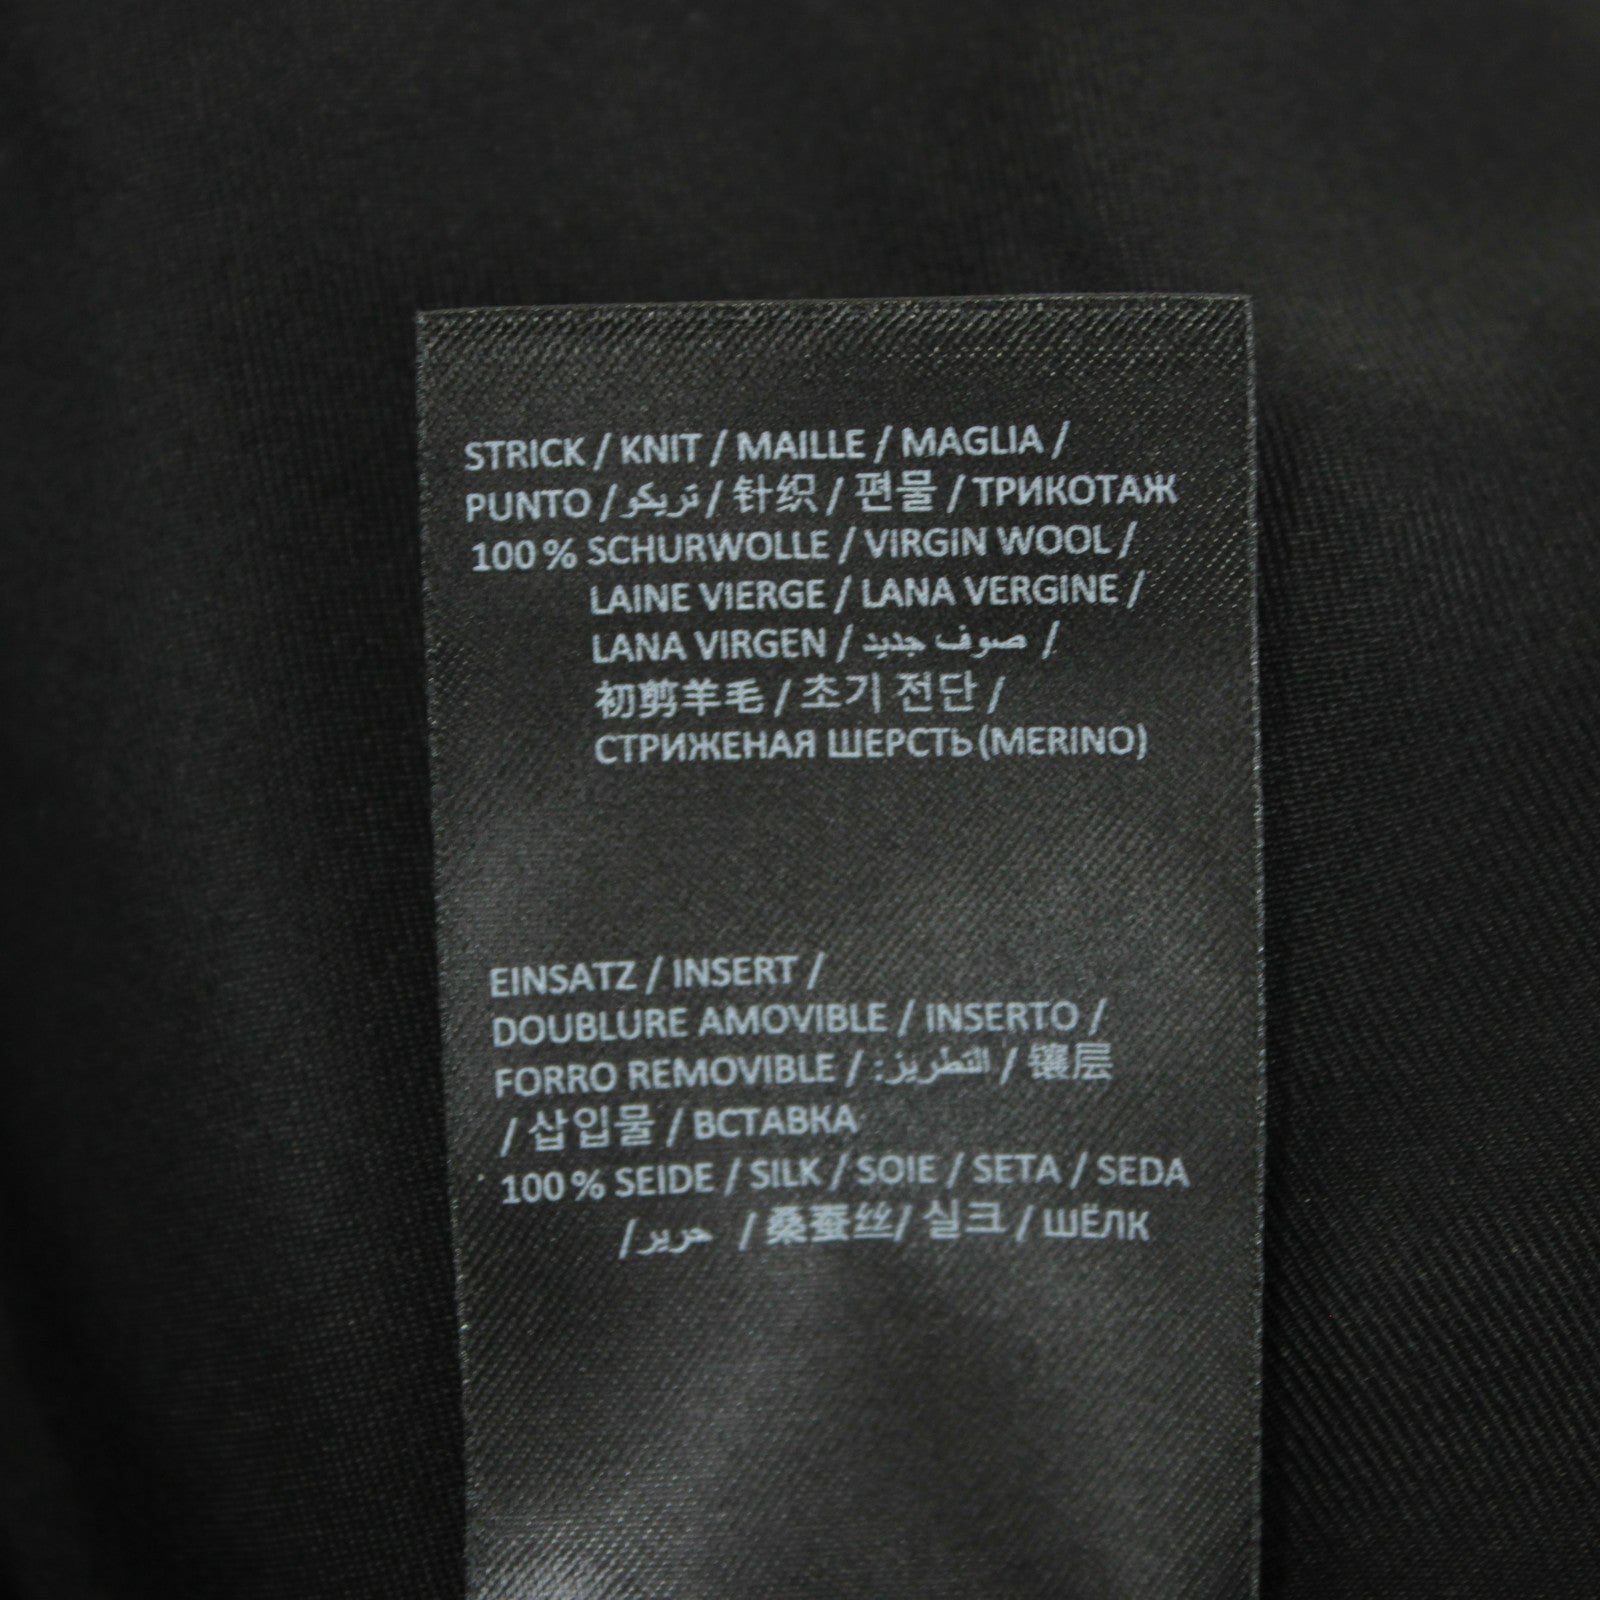 STRICK / KNIT / MAILLE / MAGLIA /
PUNTO / تريكو / 针织 / 편물 / ТРИКОТАЖ
100 % SCHURWOLLE / VIRGIN WOOL /
LAINE VIERGE / LANA VERGINE /
LANA VIRGEN / صوف جديد /
初剪羊毛 / 초기 전단 /
СТРИЖЕНАЯ ШЕРСТЬ (MERINO)
EINSATZ / INSERT /
DOUBLURE AMOVIBLE / INSERTO /
FORRO REMOVIBLE / التطريز: / 镶层
/ 삽입물 / ВСТАВКА
100 % SEIDE / SILK / SOIE / SETA / SEDA
/ حرير / 桑蚕丝 / 실크 / ШЁЛК